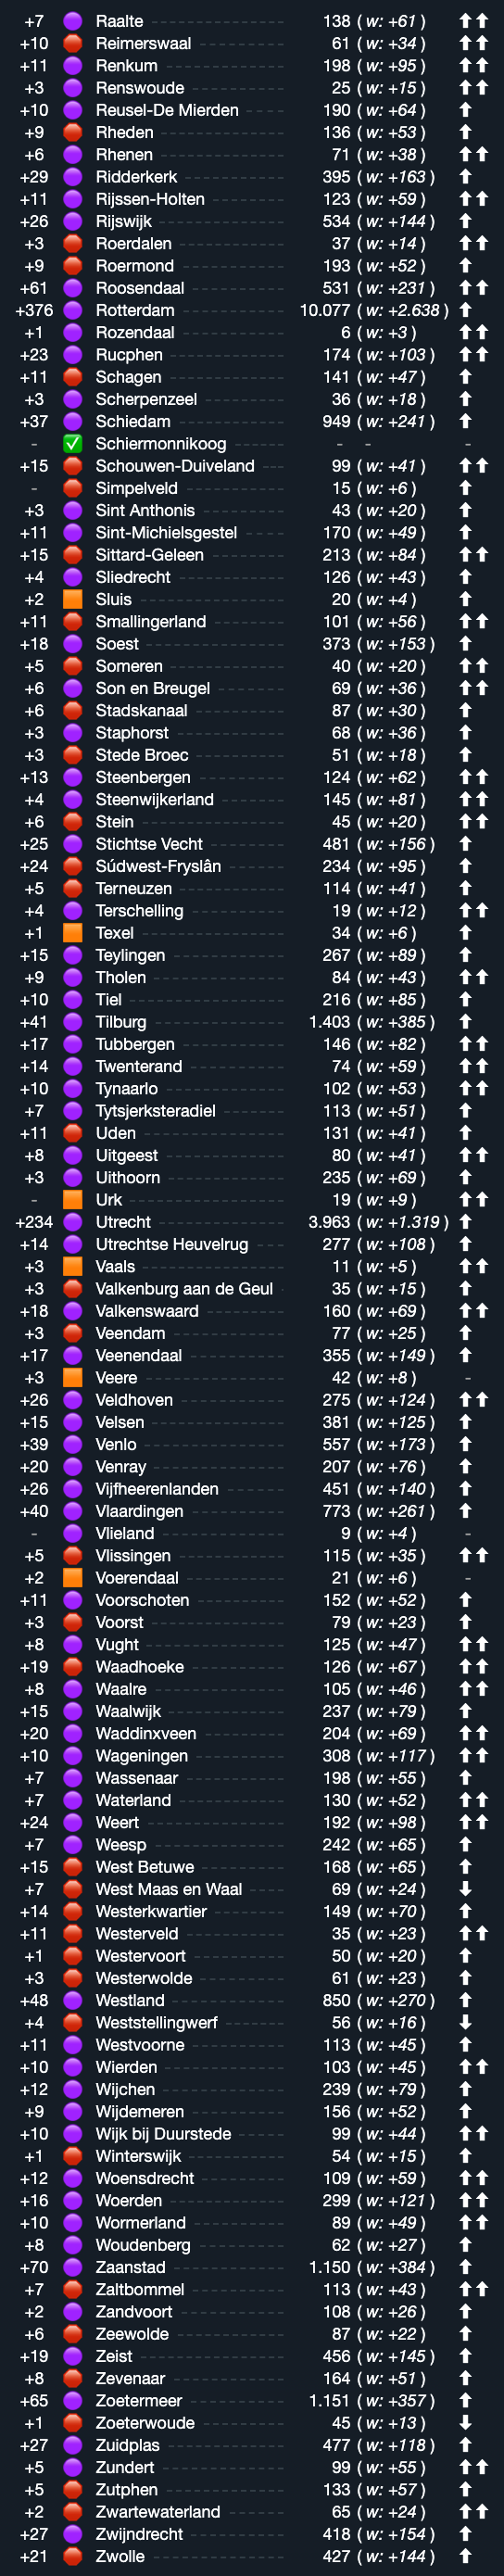 +7 🟣 Raalte 138 ( w: +61 ) ⬆⬆
+10 🛑 Reimerswaal 61 ( w: +34 ) ⬆⬆
+11 🟣 Renkum 198 ( w: +95 ) ⬆⬆
+3 🟣 Renswoude 25 ( w: +15 ) ⬆⬆
+10 🟣 Reusel-De Mierden 190 ( w: +64 ) ⬆
+9 🛑 Rheden 136 ( w: +53 ) ⬆
+6 🟣 Rhenen 71 ( w: +38 ) ⬆⬆
+29 🟣 Ridderkerk 395 ( w: +163 ) ⬆
+11 🟣 Rijssen-Holten 123 ( w: +59 ) ⬆⬆
+26 🟣 Rijswijk 534 ( w: +144 ) ⬆
+3 🛑 Roerdalen 37 ( w: +14 ) ⬆⬆
+9 🛑 Roermond 193 ( w: +52 ) ⬆
+61 🟣 Roosendaal 531 ( w: +231 ) ⬆⬆
+376 🟣 Rotterdam 10.077 ( w: +2.638 ) ⬆
+1 🟣 Rozendaal 6 ( w: +3 ) ⬆⬆
+23 🟣 Rucphen 174 ( w: +103 ) ⬆⬆
+11 🛑 Schagen 141 ( w: +47 ) ⬆
+3 🟣 Scherpenzeel 36 ( w: +18 ) ⬆
+37 🟣 Schiedam 949 ( w: +241 ) ⬆
- ✅ Schiermonnikoog - - -
+15 🛑 Schouwen-Duiveland 99 ( w: +41 ) ⬆⬆
- 🛑 Simpelveld 15 ( w: +6 ) ⬆
+3 🟣 Sint Anthonis 43 ( w: +20 ) ⬆
+11 🟣 Sint-Michielsgestel 170 ( w: +49 ) ⬆
+15 🛑 Sittard-Geleen 213 ( w: +84 ) ⬆⬆
+4 🟣 Sliedrecht 126 ( w: +43 ) ⬆
+2 🟧 Sluis 20 ( w: +4 ) ⬆
+11 🛑 Smallingerland 101 ( w: +56 ) ⬆⬆
+18 🟣 Soest 373 ( w: +153 ) ⬆
+5 🛑 Someren 40 ( w: +20 ) ⬆⬆
+6 🟣 Son en Breugel 69 ( w: +36 ) ⬆⬆
+6 🛑 Stadskanaal 87 ( w: +30 ) ⬆
+3 🟣 Staphorst 68 ( w: +36 ) ⬆
+3 🛑 Stede Broec 51 ( w: +18 ) ⬆
+13 🟣 Steenbergen 124 ( w: +62 ) ⬆⬆
+4 🟣 Steenwijkerland 145 ( w: +81 ) ⬆⬆
+6 🛑 Stein 45 ( w: +20 ) ⬆⬆
+25 🟣 Stichtse Vecht 481 ( w: +156 ) ⬆
+24 🛑 Súdwest-Fryslân 234 ( w: +95 ) ⬆
+5 🛑 Terneuzen 114 ( w: +41 ) ⬆
+4 🟣 Terschelling 19 ( w: +12 ) ⬆⬆
+1 🟧 Texel 34 ( w: +6 ) ⬆
+15 🟣 Teylingen 267 ( w: +89 ) ⬆
+9 🟣 Tholen 84 ( w: +43 ) ⬆⬆
+10 🟣 Tiel 216 ( w: +85 ) ⬆
+41 🟣 Tilburg 1.403 ( w: +385 ) ⬆
+17 🟣 Tubbergen 146 ( w: +82 ) ⬆⬆
+14 🟣 Twenterand 74 ( w: +59 ) ⬆⬆
+10 🟣 Tynaarlo 102 ( w: +53 ) ⬆⬆
+7 🟣 Tytsjerksteradiel 113 ( w: +51 ) ⬆
+11 🛑 Uden 131 ( w: +41 ) ⬆
+8 🟣 Uitgeest 80 ( w: +41 ) ⬆⬆
+3 🟣 Uithoorn 235 ( w: +69 ) ⬆
- 🟧 Urk 19 ( w: +9 ) ⬆⬆
+234 🟣 Utrecht 3.963 ( w: +1.319 ) ⬆
+14 🟣 Utrechtse Heuvelrug 277 ( w: +108 ) ⬆
+3 🟧 Vaals 11 ( w: +5 ) ⬆⬆
+3 🛑 Valkenburg aan de Geul 35 ( w: +15 ) ⬆
+18 🟣 Valkenswaard 160 ( w: +69 ) ⬆⬆
+3 🛑 Veendam 77 ( w: +25 ) ⬆
+17 🟣 Veenendaal 355 ( w: +149 ) ⬆
+3 🟧 Veere 42 ( w: +8 ) -
+26 🟣 Veldhoven 275 ( w: +124 ) ⬆⬆
+15 🟣 Velsen 381 ( w: +125 ) ⬆
+39 🟣 Venlo 557 ( w: +173 ) ⬆
+20 🟣 Venray 207 ( w: +76 ) ⬆
+26 🟣 Vijfheerenlanden 451 ( w: +140 ) ⬆
+40 🟣 Vlaardingen 773 ( w: +261 ) ⬆
- 🟣 Vlieland 9 ( w: +4 ) -
+5 🛑 Vlissingen 115 ( w: +35 ) ⬆⬆
+2 🟧 Voerendaal 21 ( w: +6 ) -
+11 🟣 Voorschoten 152 ( w: +52 ) ⬆
+3 🛑 Voorst 79 ( w: +23 ) ⬆
+8 🟣 Vught 125 ( w: +47 ) ⬆⬆
+19 🛑 Waadhoeke 126 ( w: +67 ) ⬆⬆
+8 🟣 Waalre 105 ( w: +46 ) ⬆⬆
+15 🟣 Waalwijk 237 ( w: +79 ) ⬆
+20 🟣 Waddinxveen 204 ( w: +69 ) ⬆⬆
+10 🟣 Wageningen 308 ( w: +117 ) ⬆⬆
+7 🟣 Wassenaar 198 ( w: +55 ) ⬆
+7 🟣 Waterland 130 ( w: +52 ) ⬆⬆
+24 🟣 Weert 192 ( w: +98 ) ⬆⬆
+7 🟣 Weesp 242 ( w: +65 ) ⬆
+15 🛑 West Betuwe 168 ( w: +65 ) ⬆
+7 🛑 West Maas en Waal 69 ( w: +24 ) ⬇
+14 🛑 Westerkwartier 149 ( w: +70 ) ⬆
+11 🛑 Westerveld 35 ( w: +23 ) ⬆⬆
+1 🛑 Westervoort 50 ( w: +20 ) ⬆
+3 🛑 Westerwolde 61 ( w: +23 ) ⬆
+48 🟣 Westland 850 ( w: +270 ) ⬆
+4 🛑 Weststellingwerf 56 ( w: +16 ) ⬇
+11 🟣 Westvoorne 113 ( w: +45 ) ⬆
+10 🟣 Wierden 103 ( w: +45 ) ⬆⬆
+12 🟣 Wijchen 239 ( w: +79 ) ⬆
+9 🟣 Wijdemeren 156 ( w: +52 ) ⬆
+10 🟣 Wijk bij Duurstede 99 ( w: +44 ) ⬆⬆
+1 🛑 Winterswijk 54 ( w: +15 ) ⬆
+12 🟣 Woensdrecht 109 ( w: +59 ) ⬆⬆
+16 🟣 Woerden 299 ( w: +121 ) ⬆⬆
+10 🟣 Wormerland 89 ( w: +49 ) ⬆⬆
+8 🟣 Woudenberg 62 ( w: +27 ) ⬆
+70 🟣 Zaanstad 1.150 ( w: +384 ) ⬆
+7 🛑 Zaltbommel 113 ( w: +43 ) ⬆⬆
+2 🟣 Zandvoort 108 ( w: +26 ) ⬆
+6 🛑 Zeewolde 87 ( w: +22 ) ⬆
+19 🟣 Zeist 456 ( w: +145 ) ⬆
+8 🛑 Zevenaar 164 ( w: +51 ) ⬆
+65 🟣 Zoetermeer 1.151 ( w: +357 ) ⬆
+1 🛑 Zoeterwoude 45 ( w: +13 ) ⬇
+27 🟣 Zuidplas 477 ( w: +118 ) ⬆
+5 🟣 Zundert 99 ( w: +55 ) ⬆⬆
+5 🛑 Zutphen 133 ( w: +57 ) ⬆
+2 🛑 Zwartewaterland 65 ( w: +24 ) ⬆⬆
+27 🟣 Zwijndrecht 418 ( w: +154 ) ⬆
+21 🛑 Zwolle 427 ( w: +144 ) ⬆